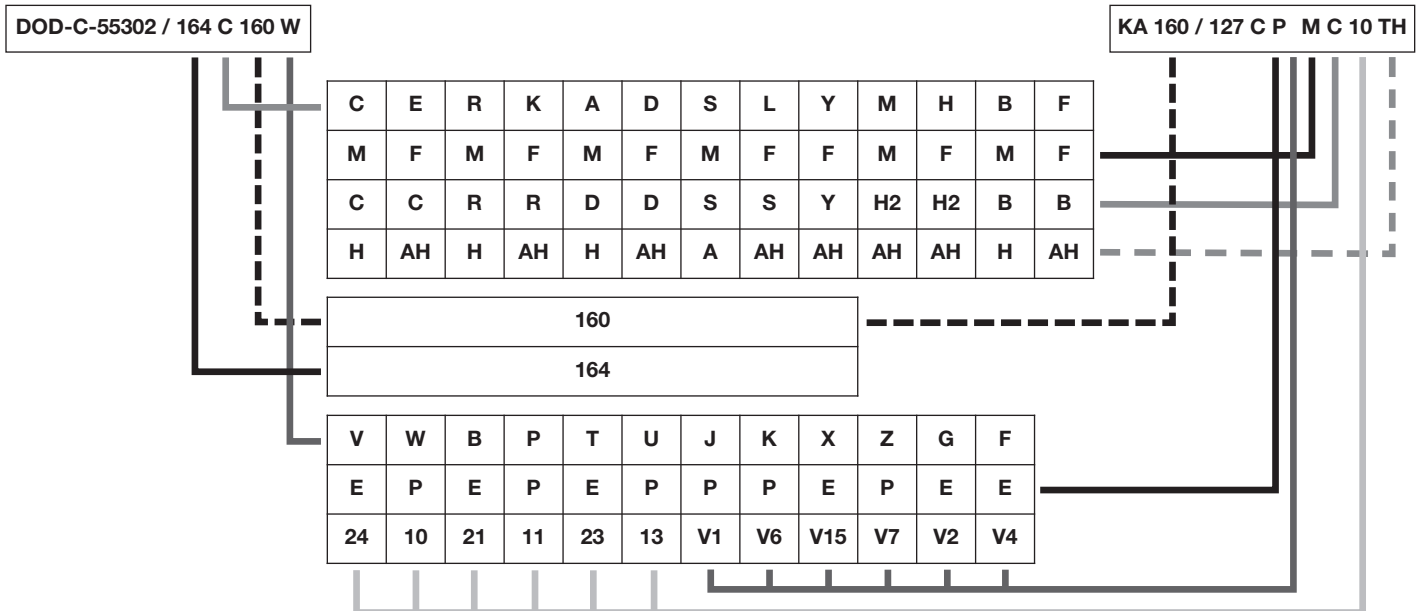 DOD-C-55302 / 164 C 160 W
KA 160 / 127 C P M C 10 TH
C E R K A D S L Y M H B F
M F M F M F M F F M F M F
C C R R D D S S Y H2 H2 B B
H AH H AH H AH A AH AH AH AH H AH
160
164
V W B P T U J K X Z G F
E P E P E P P P E P E E
24 10 21 11 23 13 V1 V6 V15 V7 V2 V4